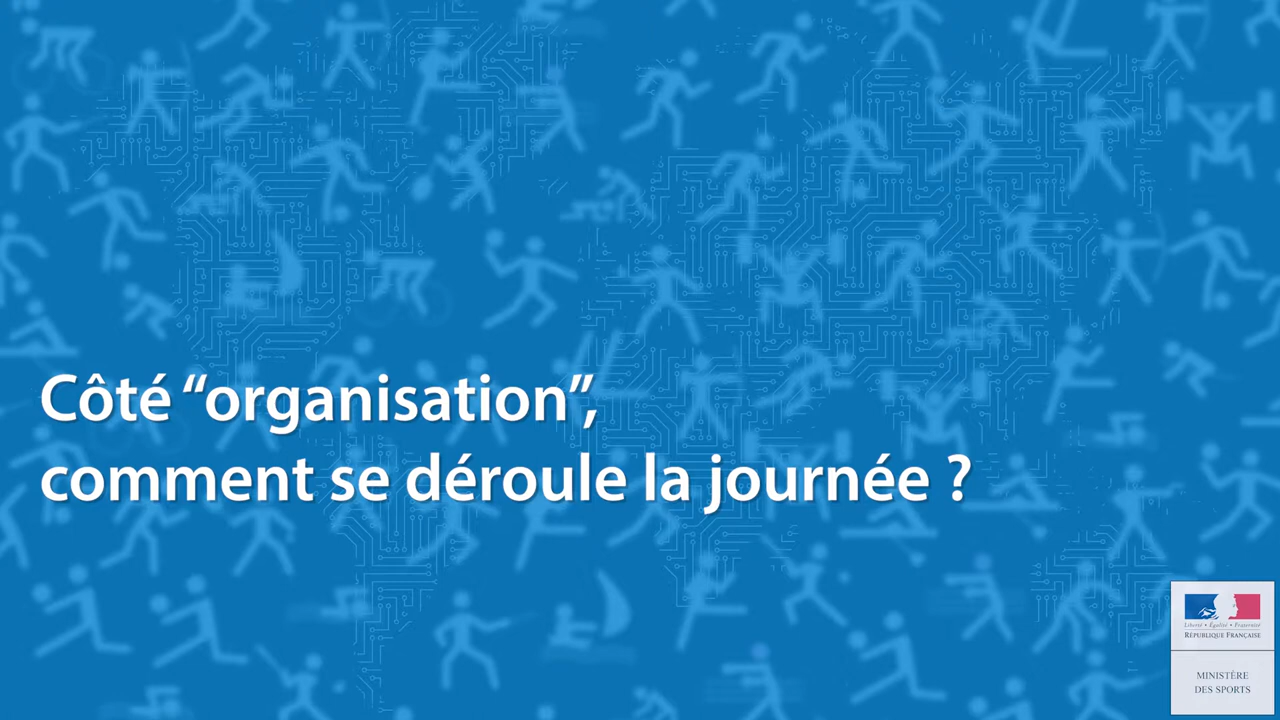 Côté “organisation”,
comment se déroule la journée ?
Liberté • Égalité • Fraternité
RÉPUBLIQUE FRANÇAISE
MINISTÈRE
DES SPORTS